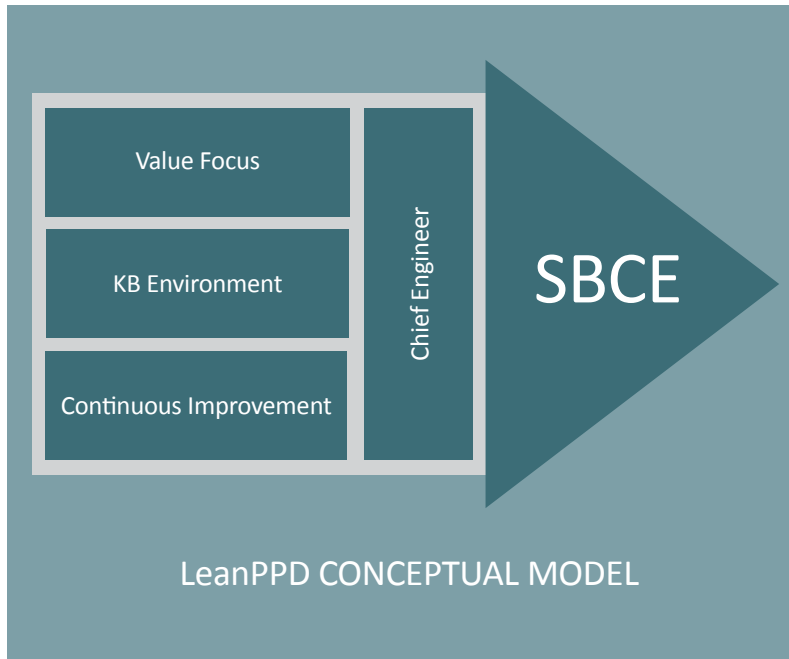 Value Focus
KB Environment
Continuous Improvement
Chief Engineer
SBCE
LeanPPD CONCEPTUAL MODEL